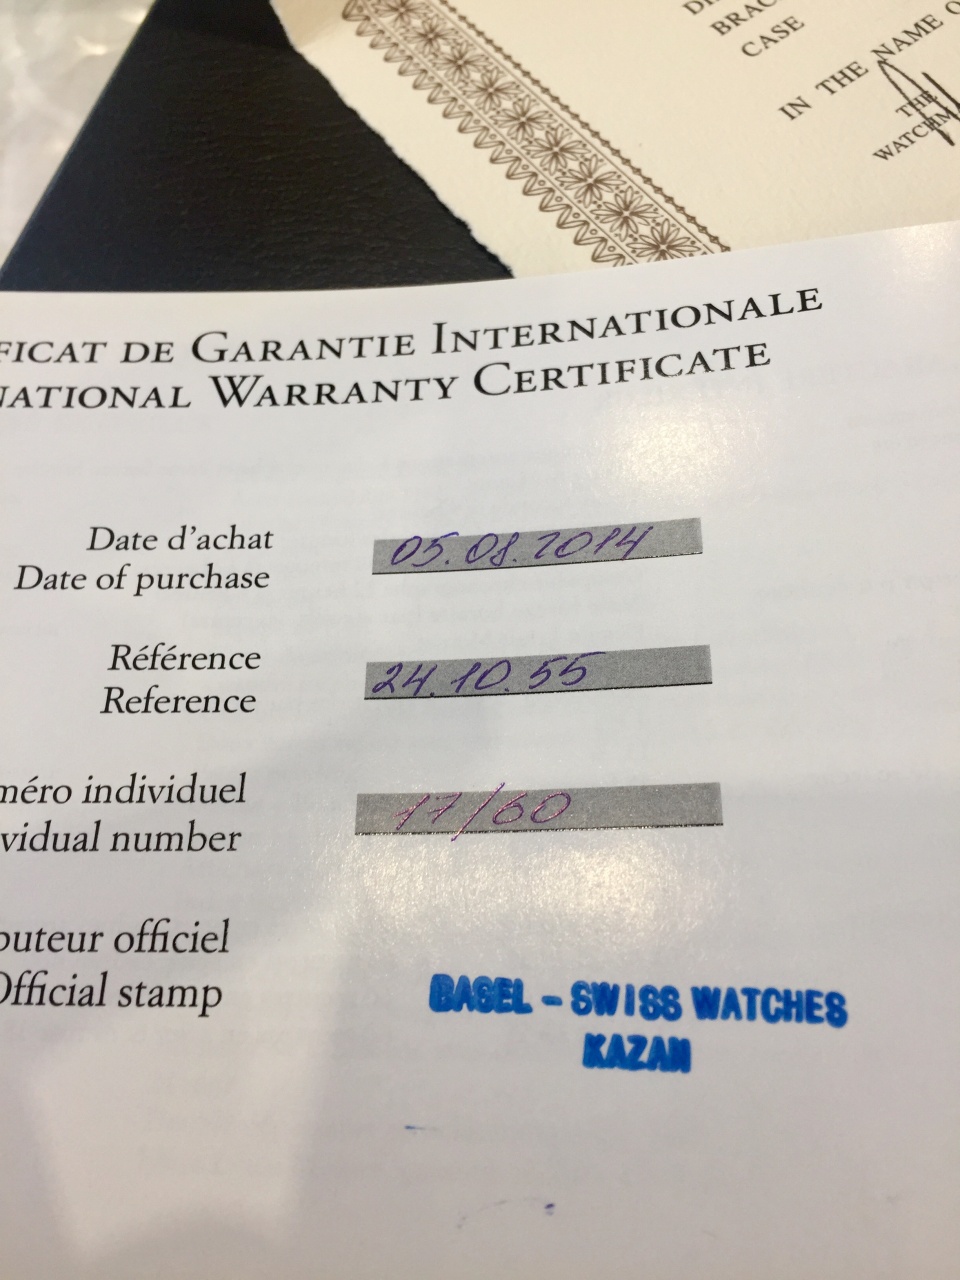 BRAC
CASE
IN THE NAME O
THE
WATCHM
FICAT DE GARANTIE INTERNATIONALE
NATIONAL WARRANTY CERTIFICATE
Date d'achat
Date of purchase
05.08.2014
Référence
Reference
24.10.55
méro individuel
vidual number
17/60
buteur officiel
Official stamp
BASEL - SWISS WATCHES
KAZAN